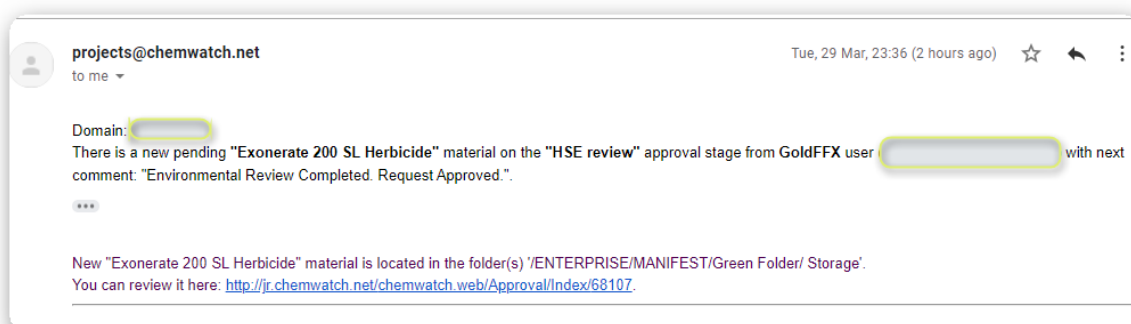 projects@chemwatch.net
Tue, 29 Mar, 23:36 (2 hours ago)
to me
Domain:
There is a new pending "Exonerate 200 SL Herbicide" material on the "HSE review" approval stage from GoldFFX user ( with next
comment: "Environmental Review Completed. Request Approved.".
New "Exonerate 200 SL Herbicide" material is located in the folder(s) '/ENTERPRISE/MANIFEST/Green Folder/ Storage'.
You can review it here: http://jr.chemwatch.net/chemwatch.web/Approval/Index/68107.